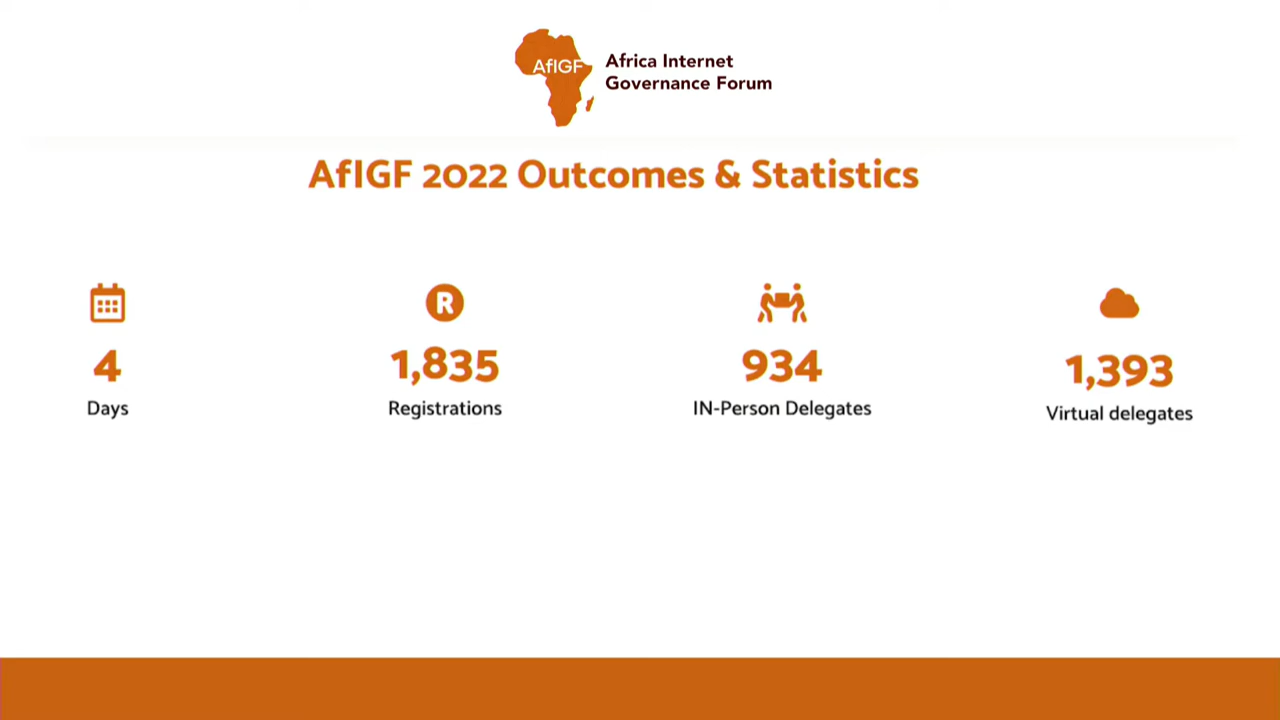 AfIGF
Africa Internet
Governance Forum
AfIGF 2022 Outcomes & Statistics
R
4
Days
1,835
Registrations
934
IN-Person Delegates
1,393
Virtual delegates